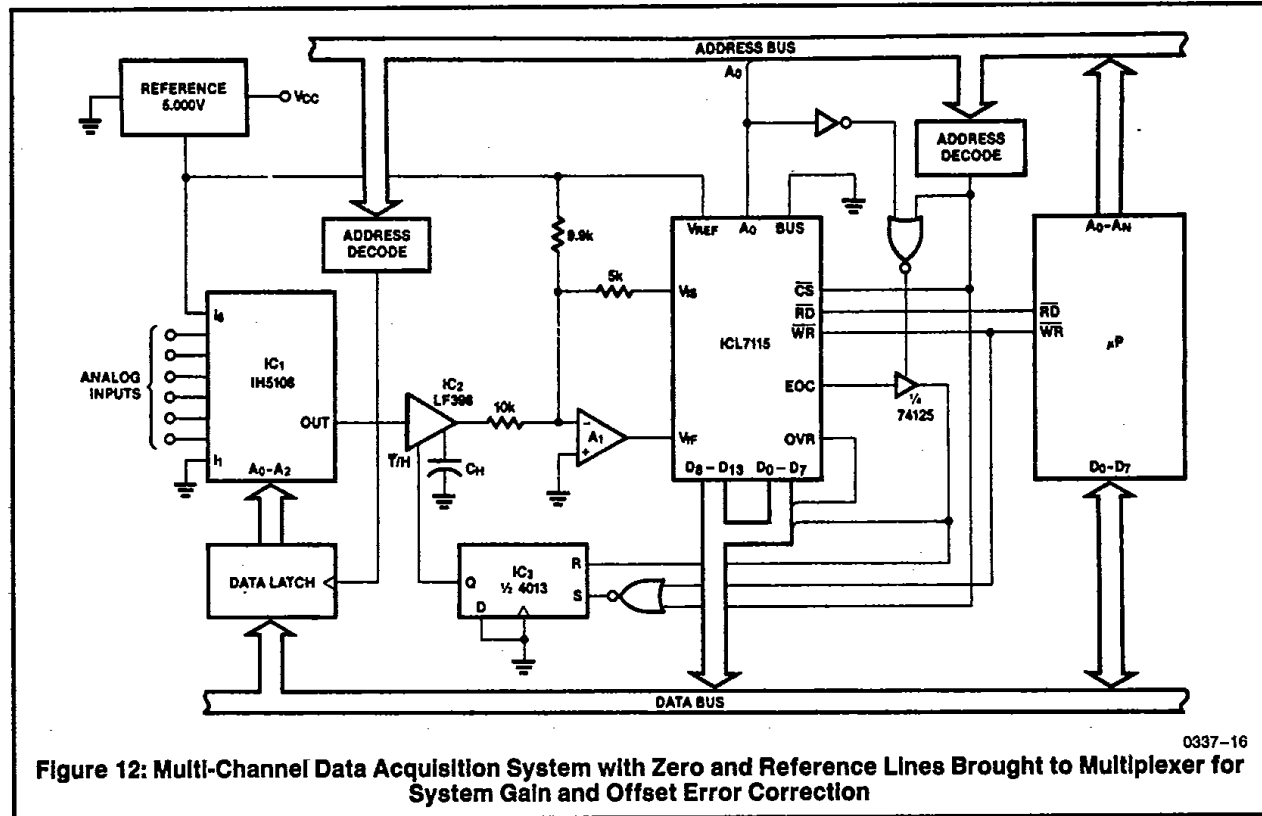 ADDRESS BUS
A0
REFERENCE
5.000V
VCC
ADDRESS
DECODE
ADDRESS
DECODE
9.9k
VREF A0 BUS
A0-AN
5k
VIS
CS
RD
WR
RD
WR
ICL7115
μP
I8
IC1
IH5108
ANALOG
INPUTS
OUT
I1
A0-A2
IC2
LF398
10k
T/H
CH
A1
-
+
VIF
EOC
1/4
74125
OVR
D8-D13 D0-D7
D0-D7
DATA LATCH
Q
IC3
1/2 4013
R
S
D
DATA BUS
0337-16
Figure 12: Multi-Channel Data Acquisition System with Zero and Reference Lines Brought to Multiplexer for
System Gain and Offset Error Correction